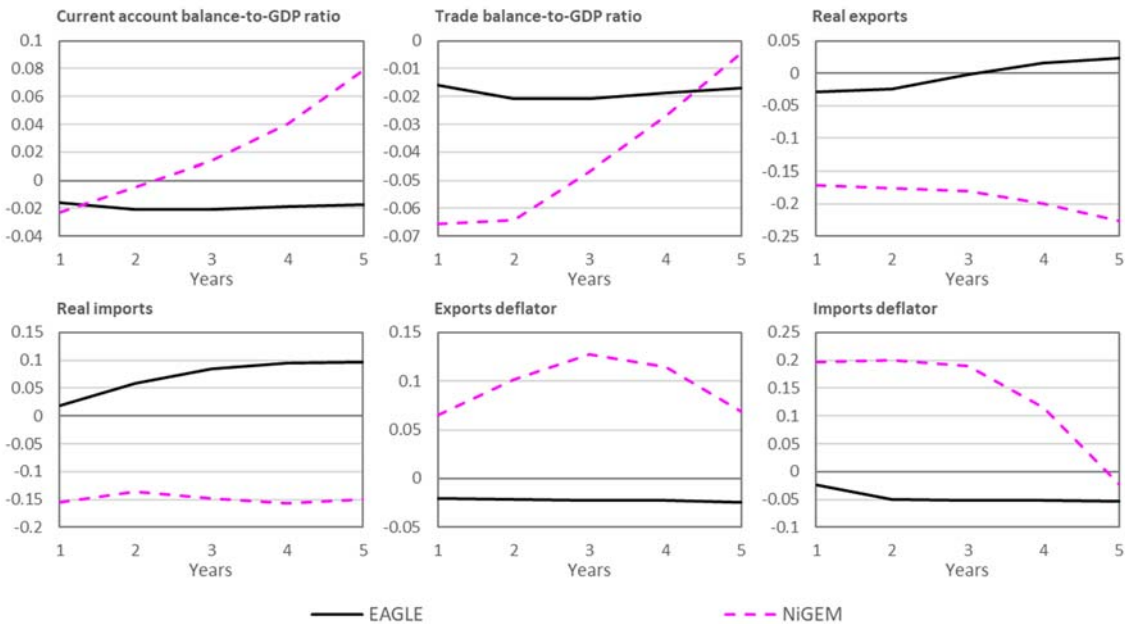 Current account balance-to-GDP ratio
0.1
0.08
0.06
0.04
0.02
0
-0.02
-0.04
1 2 3 4 5
Years
Trade balance-to-GDP ratio
0
-0.01
-0.02
-0.03
-0.04
-0.05
-0.06
-0.07
1 2 3 4 5
Years
Real exports
0.05
0
-0.05
-0.1
-0.15
-0.2
-0.25
1 2 3 4 5
Years
Real imports
0.15
0.1
0.05
0
-0.05
-0.1
-0.15
-0.2
1 2 3 4 5
Years
Exports deflator
0.15
0.1
0.05
0
-0.05
1 2 3 4 5
Years
Imports deflator
0.25
0.2
0.15
0.1
0.05
0
-0.05
-0.1
1 2 3 4 5
Years
EAGLE
NiGEM